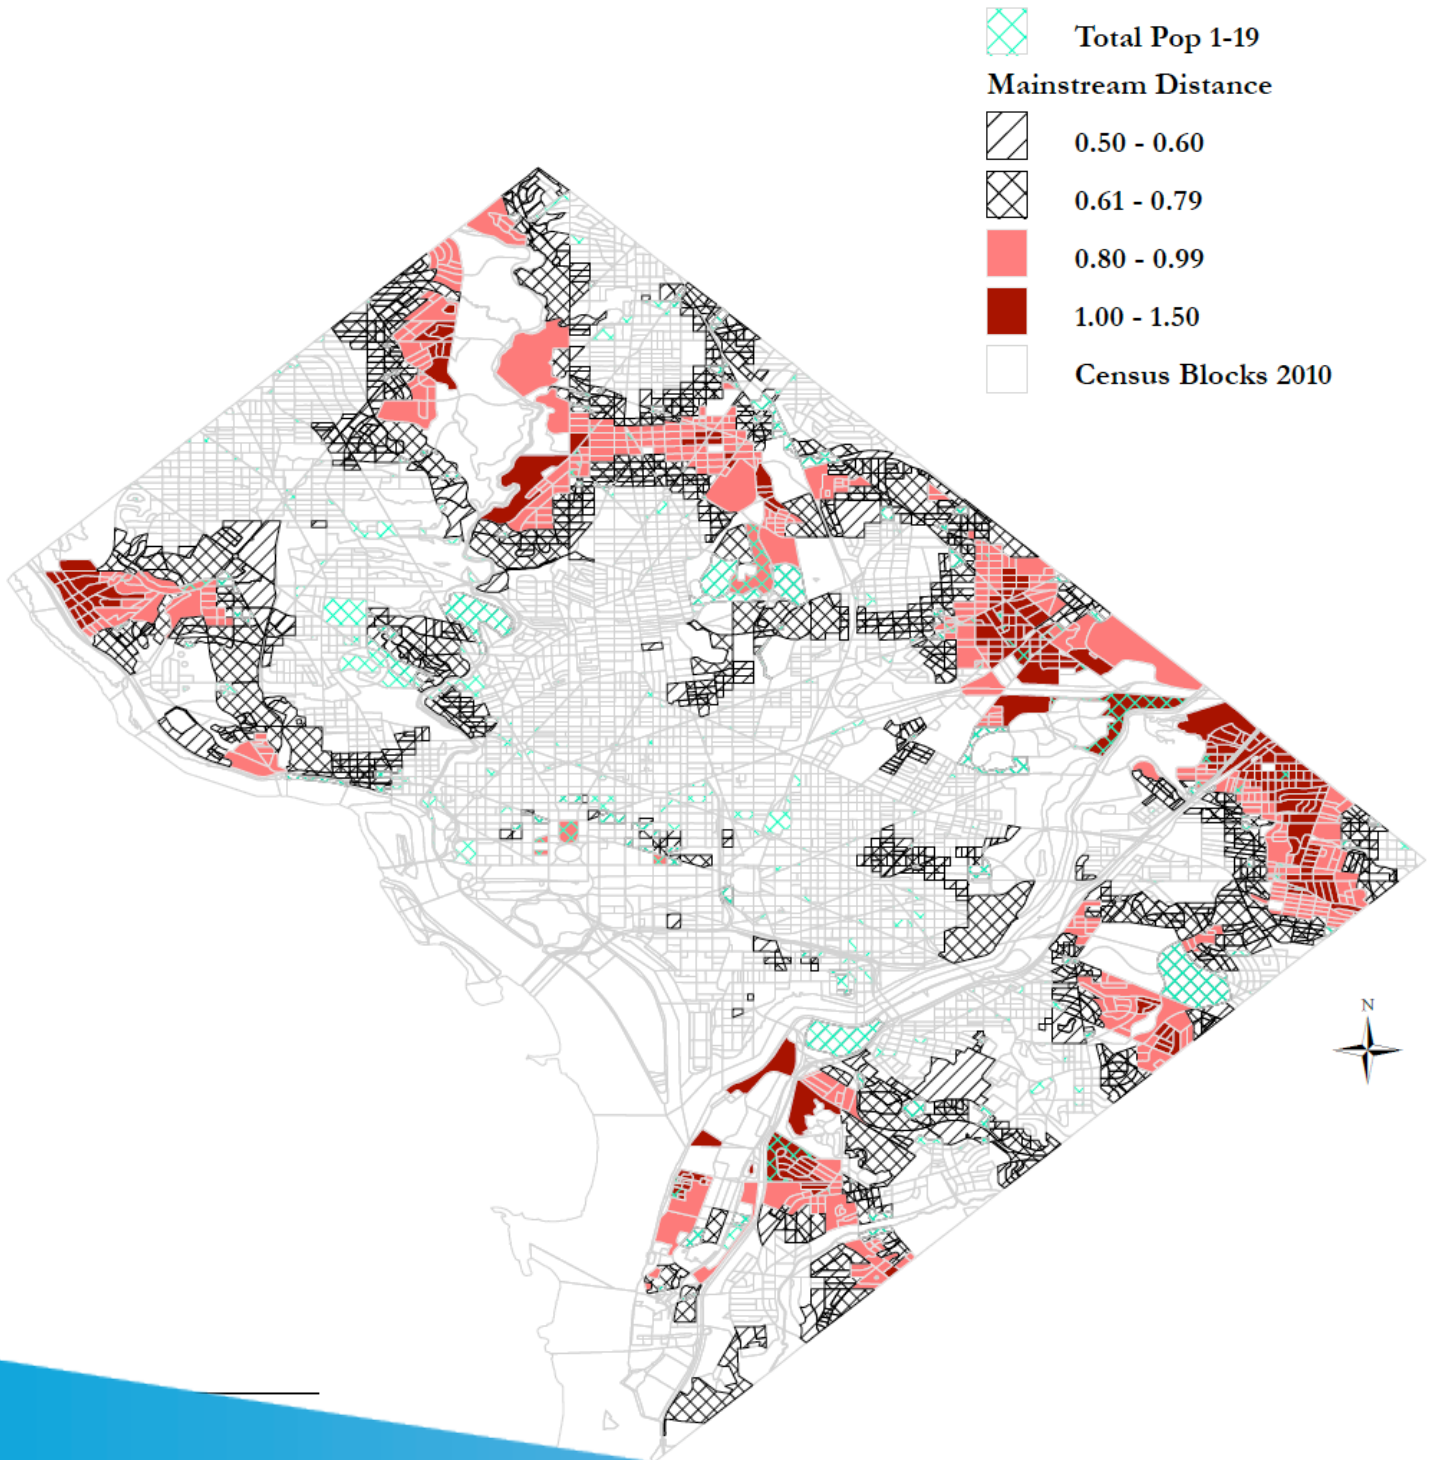 Total Pop 1-19
Mainstream Distance
0.50 - 0.60
0.61 - 0.79
0.80 - 0.99
1.00 - 1.50
Census Blocks 2010
N